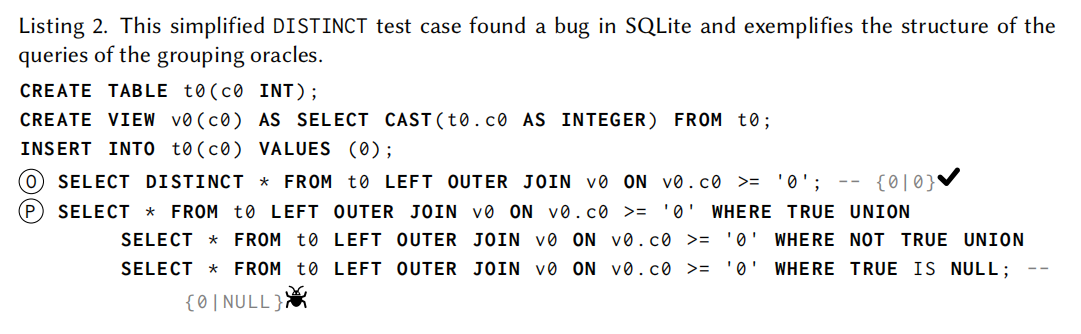 Listing 2. This simplified DISTINCT test case found a bug in SQLite and exemplifies the structure of the
queries of the grouping oracles.
CREATE TABLE t0(c0 INT);
CREATE VIEW v0(c0) AS SELECT CAST(t0.c0 AS INTEGER) FROM t0;
INSERT INTO t0(c0) VALUES (0);
Ⓞ SELECT DISTINCT * FROM t0 LEFT OUTER JOIN v0 ON v0.c0 >= '0'; -- {0|0}✔
Ⓟ SELECT * FROM t0 LEFT OUTER JOIN v0 ON v0.c0 >= '0' WHERE TRUE UNION
SELECT * FROM t0 LEFT OUTER JOIN v0 ON v0.c0 >= '0' WHERE NOT TRUE UNION
SELECT * FROM t0 LEFT OUTER JOIN v0 ON v0.c0 >= '0' WHERE TRUE IS NULL; --
{0|NULL}